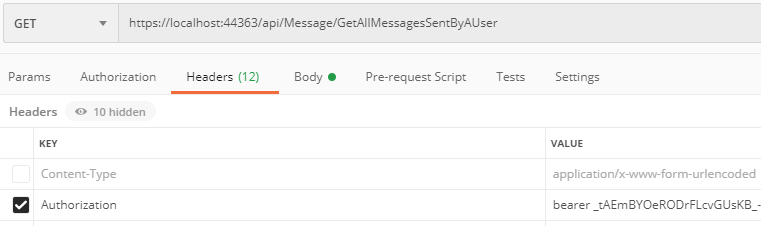 GET https://localhost:44363/api/Message/GetAllMessagesSentByAUser
Params Authorization Headers (12) Body Pre-request Script Tests Settings
Headers 10 hidden
KEY VALUE
Content-Type application/x-www-form-urlencoded
Authorization bearer _tAEmBYOeRODrFLcvGUsKB_-